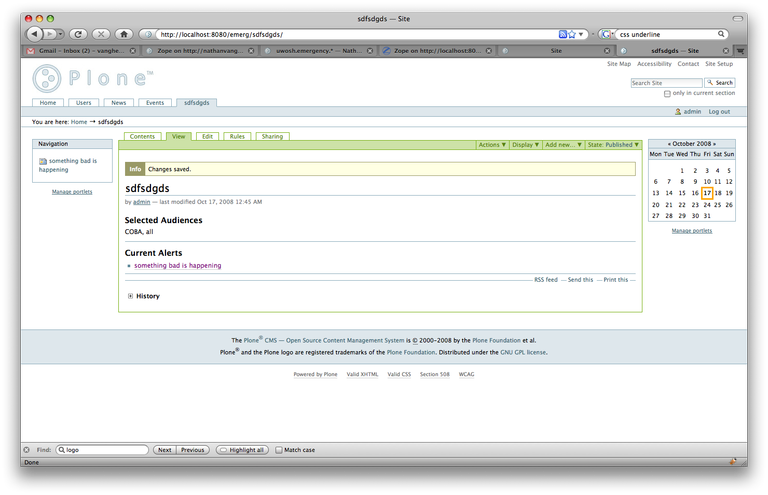 sdfsdgds — Site
http://localhost:8080/emerg/sdfsdgds/
css underline
Gmail – Inbox (2) – vanghe...
Zope on http://nathanvang...
uwosh.emergency.* — Nath...
Zope on http://localhost:80...
Site
sdfsdgds — Site
Site Map Accessibility Contact Site Setup
Plone™
Search Site
Search
only in current section
Home Users News Events sdfsdgds
admin Log out
You are here: Home → sdfsdgds
Navigation
something bad is
happening
Manage portlets
Contents View Edit Rules Sharing
Actions ▼ Display ▼ Add new... ▼ State: Published ▼
Info Changes saved.
sdfsdgds
by admin — last modified Oct 17, 2008 12:45 AM
Selected Audiences
COBA, all
Current Alerts
something bad is happening
RSS feed — Send this — Print this —
History
« October 2008 »
Mon Tue Wed Thu Fri Sat Sun
1 2 3 4 5
6 7 8 9 10 11 12
13 14 15 16 17 18 19
20 21 22 23 24 25 26
27 28 29 30 31
Manage portlets
The Plone® CMS — Open Source Content Management System is © 2000–2008 by the Plone Foundation et al.
Plone® and the Plone logo are registered trademarks of the Plone Foundation. Distributed under the GNU GPL license.
Powered by Plone Valid XHTML Valid CSS Section 508 WCAG
Find: logo Next Previous Highlight all Match case
Done